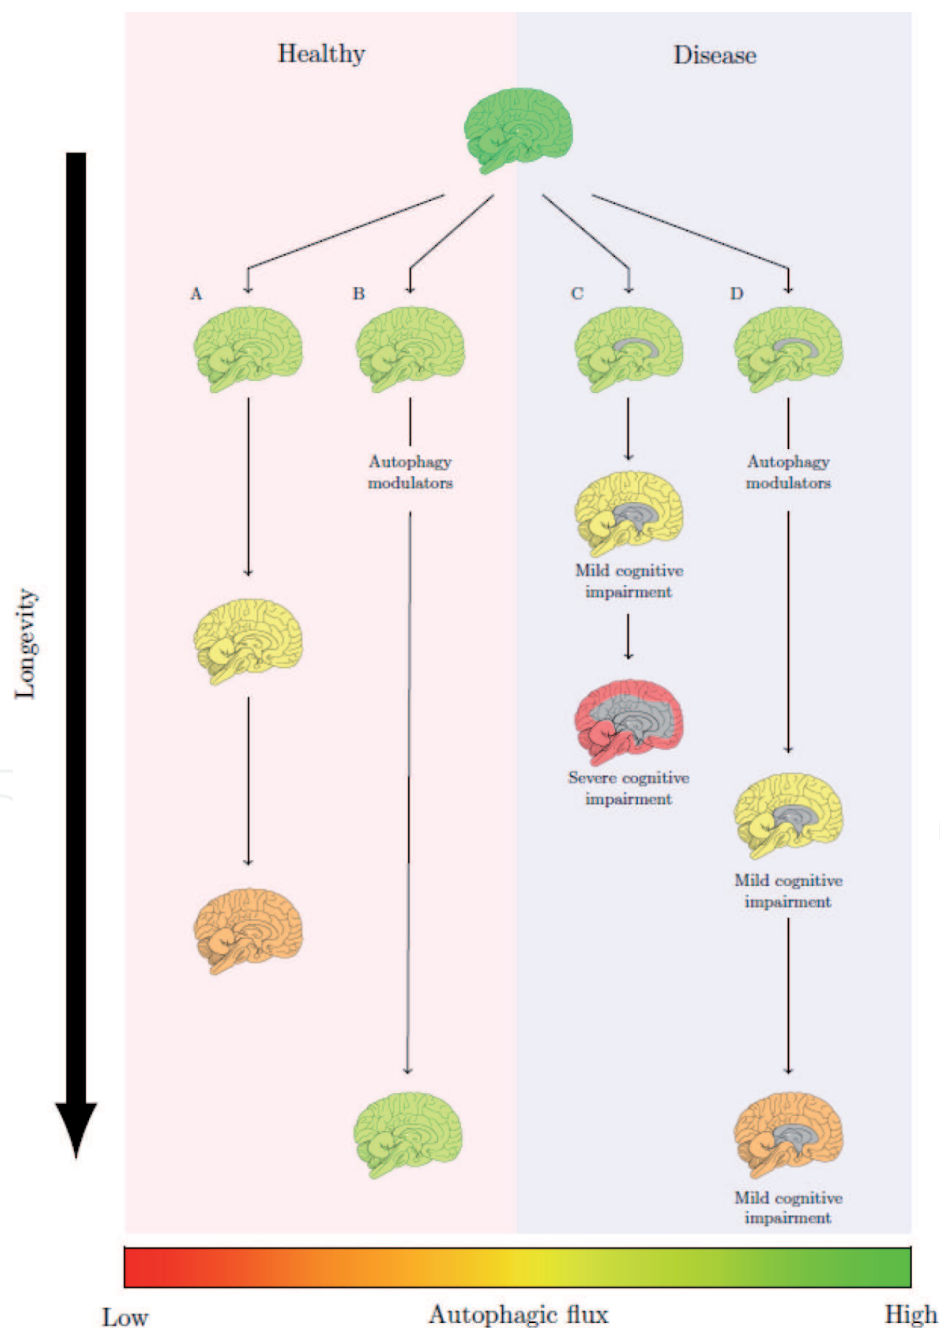 Healthy
Disease
A
B
C
D
Autophagy
modulators
Autophagy
modulators
Mild cognitive
impairment
Longevity
Severe cognitive
impairment
Mild cognitive
impairment
Mild cognitive
impairment
Low
Autophagic flux
High